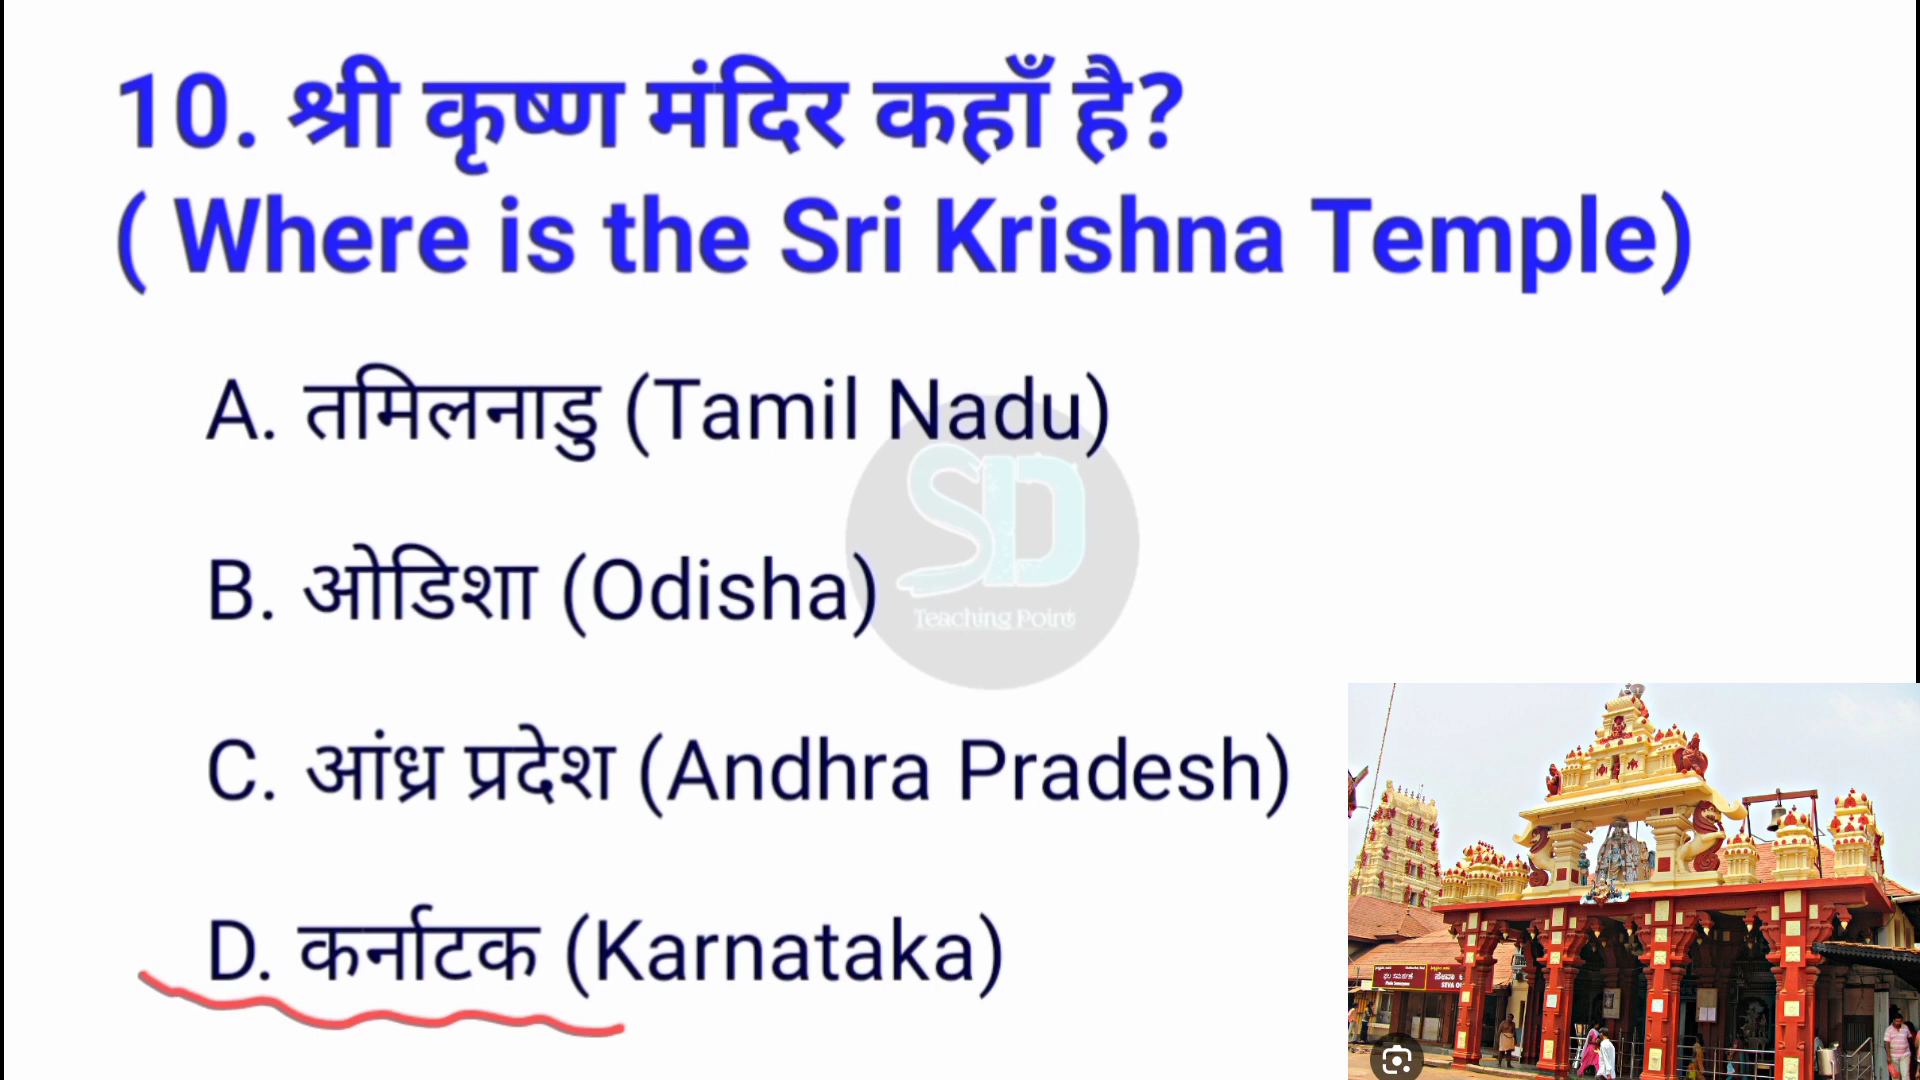 10. श्री कृष्ण मंदिर कहाँ है?
( Where is the Sri Krishna Temple)
A. तमिलनाडु (Tamil Nadu)
SD
Teaching Point
B. ओडिशा (Odisha)
C. आंध्र प्रदेश (Andhra Pradesh)
D. कर्नाटक (Karnataka)